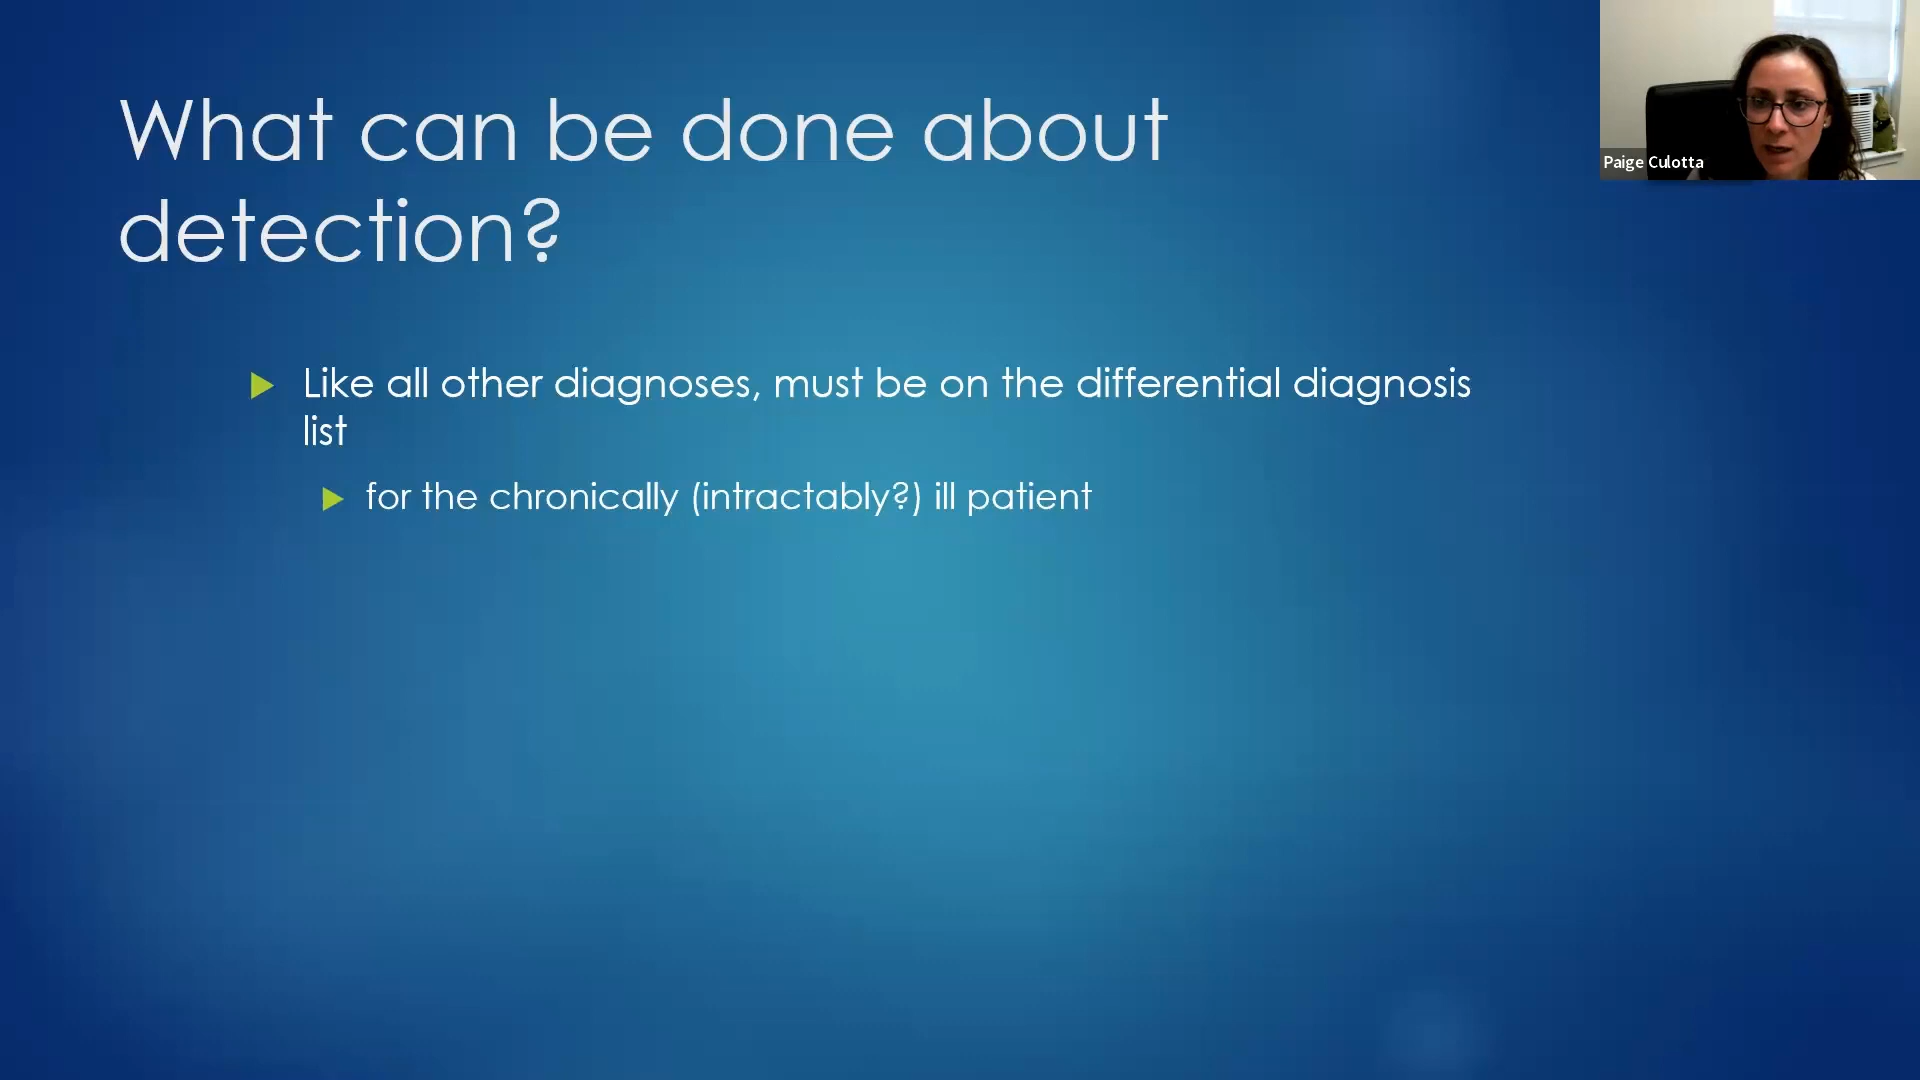 What can be done about
detection?
Paige Culotta
Like all other diagnoses, must be on the differential diagnosis
list
for the chronically (intractably?) ill patient